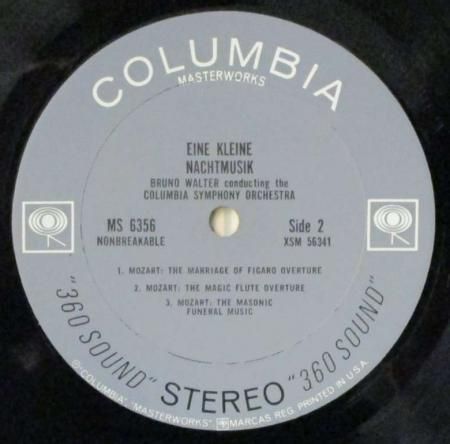 COLUMBIA
MASTERWORKS
EINE KLEINE
NACHTMUSIK
BRUNO WALTER conducting the
COLUMBIA SYMPHONY ORCHESTRA
MS 6356
NONBREAKABLE
Side 2
XSM 56341
1. MOZART: THE MARRIAGE OF FIGARO OVERTURE
2. MOZART: THE MAGIC FLUTE OVERTURE
3. MOZART: THE MASONIC
FUNERAL MUSIC
"360 SOUND" STEREO "360 SOUND"
"COLUMBIA" "MASTERWORKS" MARCAS REG. PRINTED IN U.S.A.